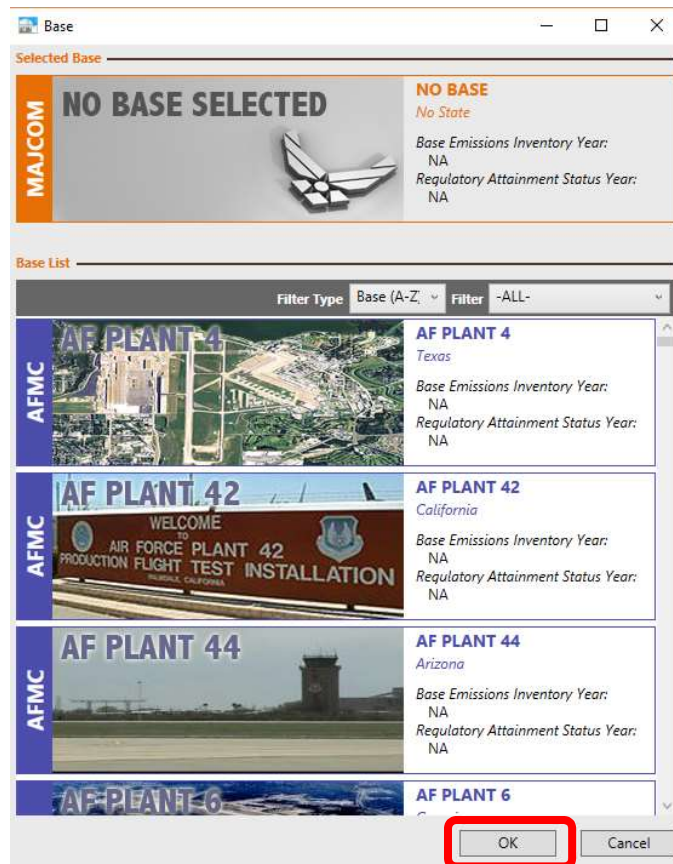 Base
Selected Base
MAJCOM
NO BASE SELECTED
NO BASE
No State
Base Emissions Inventory Year:
NA
Regulatory Attainment Status Year:
NA
Base List
Filter Type Base (A-Z) Filter -ALL-
AFMC
AF PLANT 4
AF PLANT 4
Texas
Base Emissions Inventory Year:
NA
Regulatory Attainment Status Year:
NA
AFMC
AF PLANT 42
WELCOME
TO
AIR FORCE PLANT 42
PRODUCTION FLIGHT TEST INSTALLATION
PALMDALE, CALIFORNIA
AF PLANT 42
California
Base Emissions Inventory Year:
NA
Regulatory Attainment Status Year:
NA
AFMC
AF PLANT 44
AF PLANT 44
Arizona
Base Emissions Inventory Year:
NA
Regulatory Attainment Status Year:
NA
AF PLANT 6
AF PLANT 6
OK Cancel